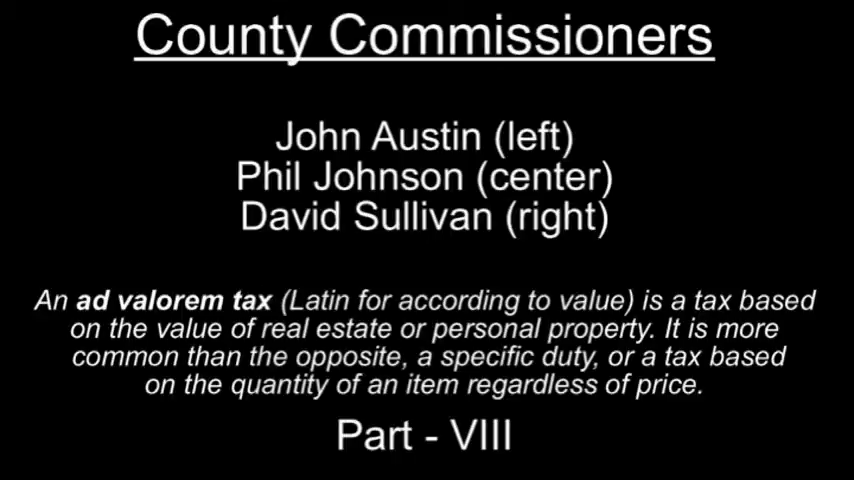 County Commissioners
John Austin (left)
Phil Johnson (center)
David Sullivan (right)
An ad valorem tax (Latin for according to value) is a tax based
on the value of real estate or personal property. It is more
common than the opposite, a specific duty, or a tax based
on the quantity of an item regardless of price.
Part - VIII